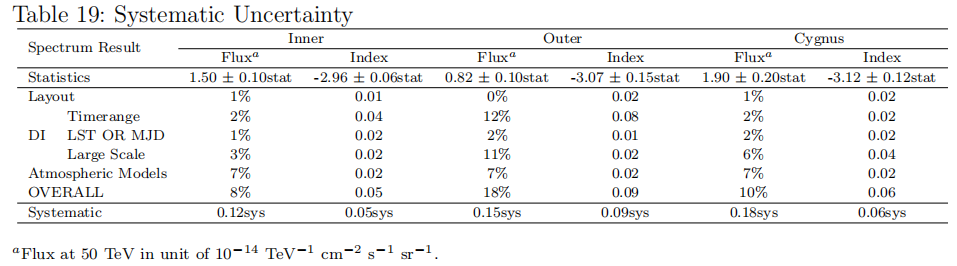 Table 19: Systematic Uncertainty
Spectrum Result Inner Outer Cygnus
Flux^a Index Flux^a Index Flux^a Index
Statistics 1.50 ± 0.10stat -2.96 ± 0.06stat 0.82 ± 0.10stat -3.07 ± 0.15stat 1.90 ± 0.20stat -3.12 ± 0.12stat
Layout 1% 0.01 0% 0.02 1% 0.02
Timerange 2% 0.04 12% 0.08 2% 0.02
DI LST OR MJD 1% 0.02 2% 0.01 2% 0.02
Large Scale 3% 0.02 11% 0.02 6% 0.04
Atmospheric Models 7% 0.02 7% 0.02 7% 0.02
OVERALL 8% 0.05 18% 0.09 10% 0.06
Systematic 0.12sys 0.05sys 0.15sys 0.09sys 0.18sys 0.06sys
^aFlux at 50 TeV in unit of 10^−14 TeV^−1 cm^−2 s^−1 sr^−1.